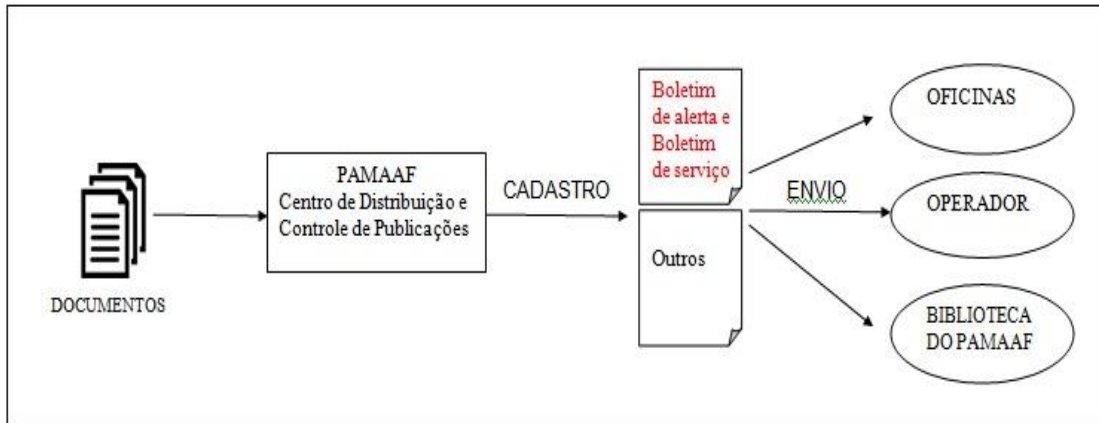 DOCUMENTOS
PAMAAF
Centro de Distribuição e
Controle de Publicações
CADASTRO
Boletim
de alerta e
Boletim
de serviço
Outros
ENVIO
OFICINAS
OPERADOR
BIBLIOTECA
DO PAMAAF